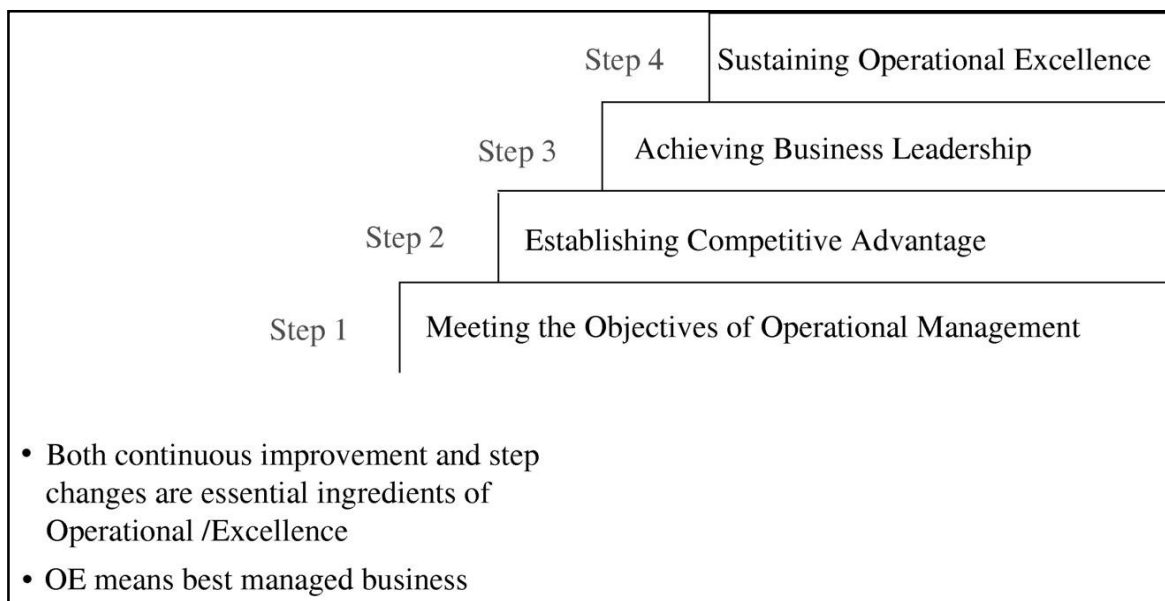 Step 4 Sustaining Operational Excellence
Step 3 Achieving Business Leadership
Step 2 Establishing Competitive Advantage
Step 1 Meeting the Objectives of Operational Management
• Both continuous improvement and step
changes are essential ingredients of
Operational /Excellence
• OE means best managed business